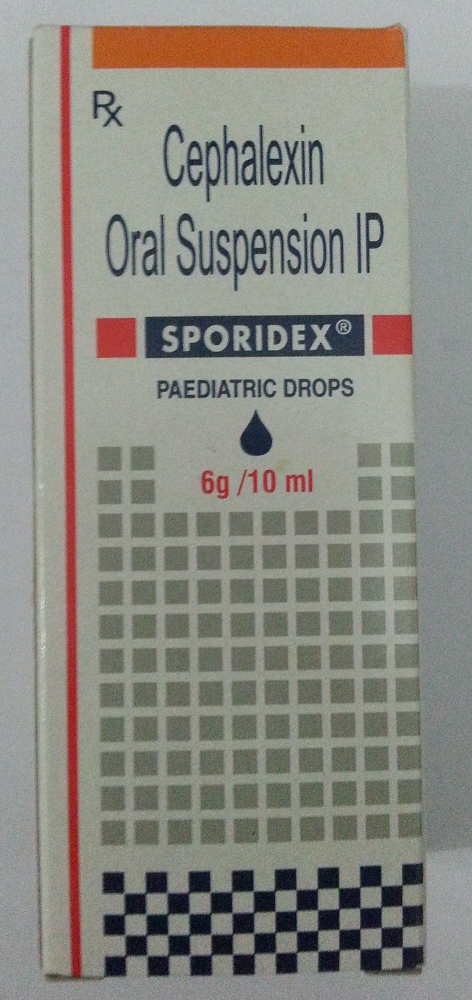 Rx
Cephalexin
Oral Suspension IP
SPORIDEX®
PAEDIATRIC DROPS
6g /10 ml